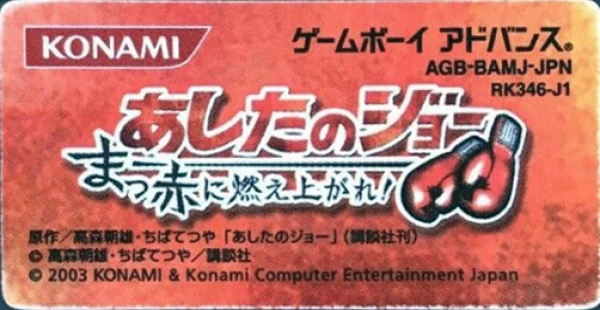 KONAMI
ゲームボーイ アドバンス®
AGB-BAMJ-JPN
RK346-J1
あしたのジョー
まっ赤に燃え上がれ!
原作/高森朝雄・ちばてつや「あしたのジョー」(講談社刊)
© 高森朝雄・ちばてつや/講談社
© 2003 KONAMI & Konami Computer Entertainment Japan